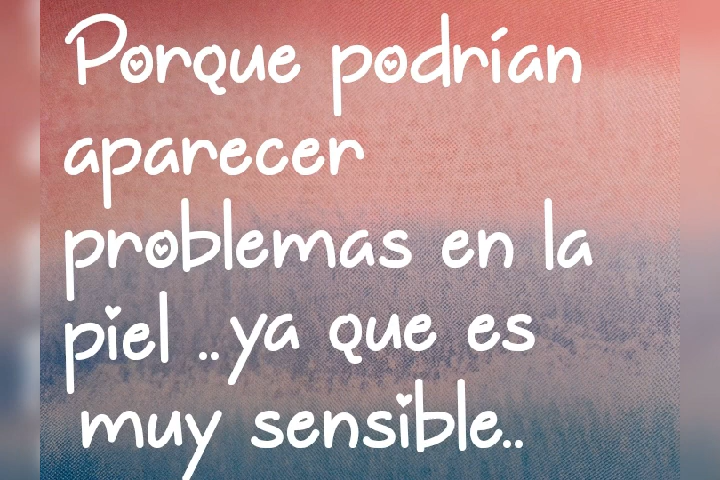 Porque podrían
aparecer
problemas en la
piel ..ya que es
muy sensible..